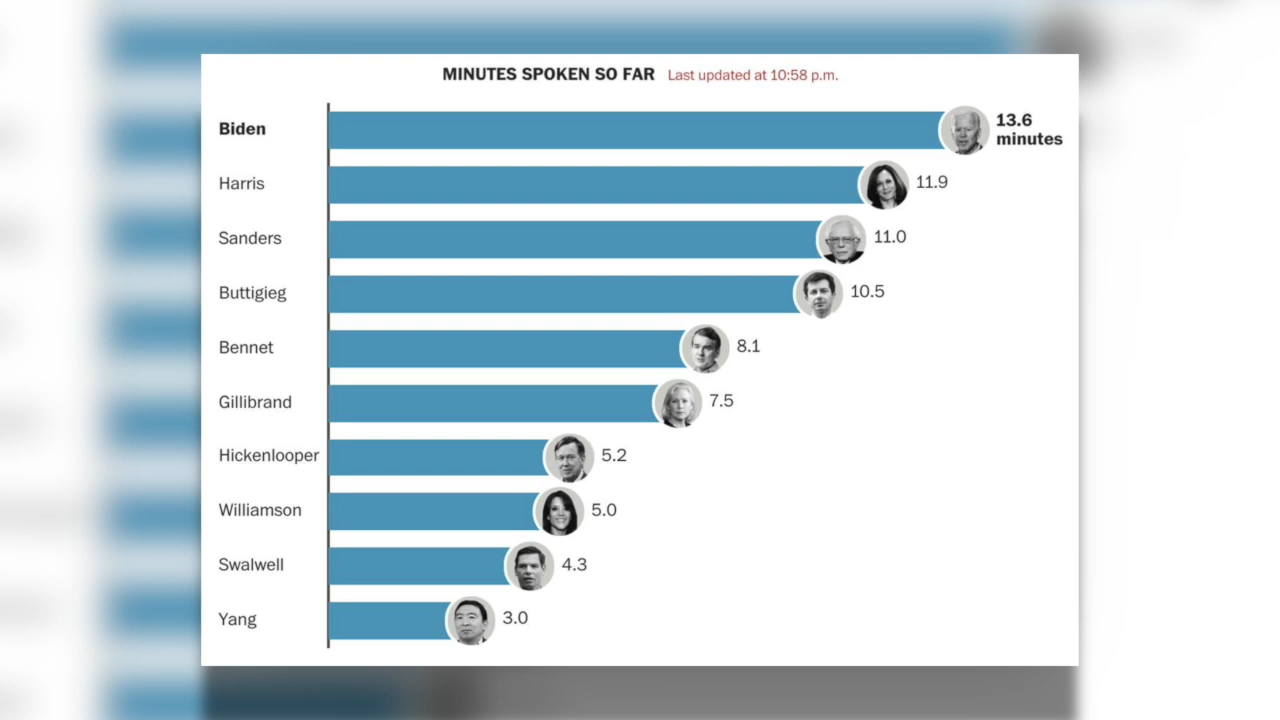 MINUTES SPOKEN SO FAR Last updated at 10:58 p.m.
Biden 13.6 minutes
Harris 11.9
Sanders 11.0
Buttigieg 10.5
Bennet 8.1
Gillibrand 7.5
Hickenlooper 5.2
Williamson 5.0
Swalwell 4.3
Yang 3.0